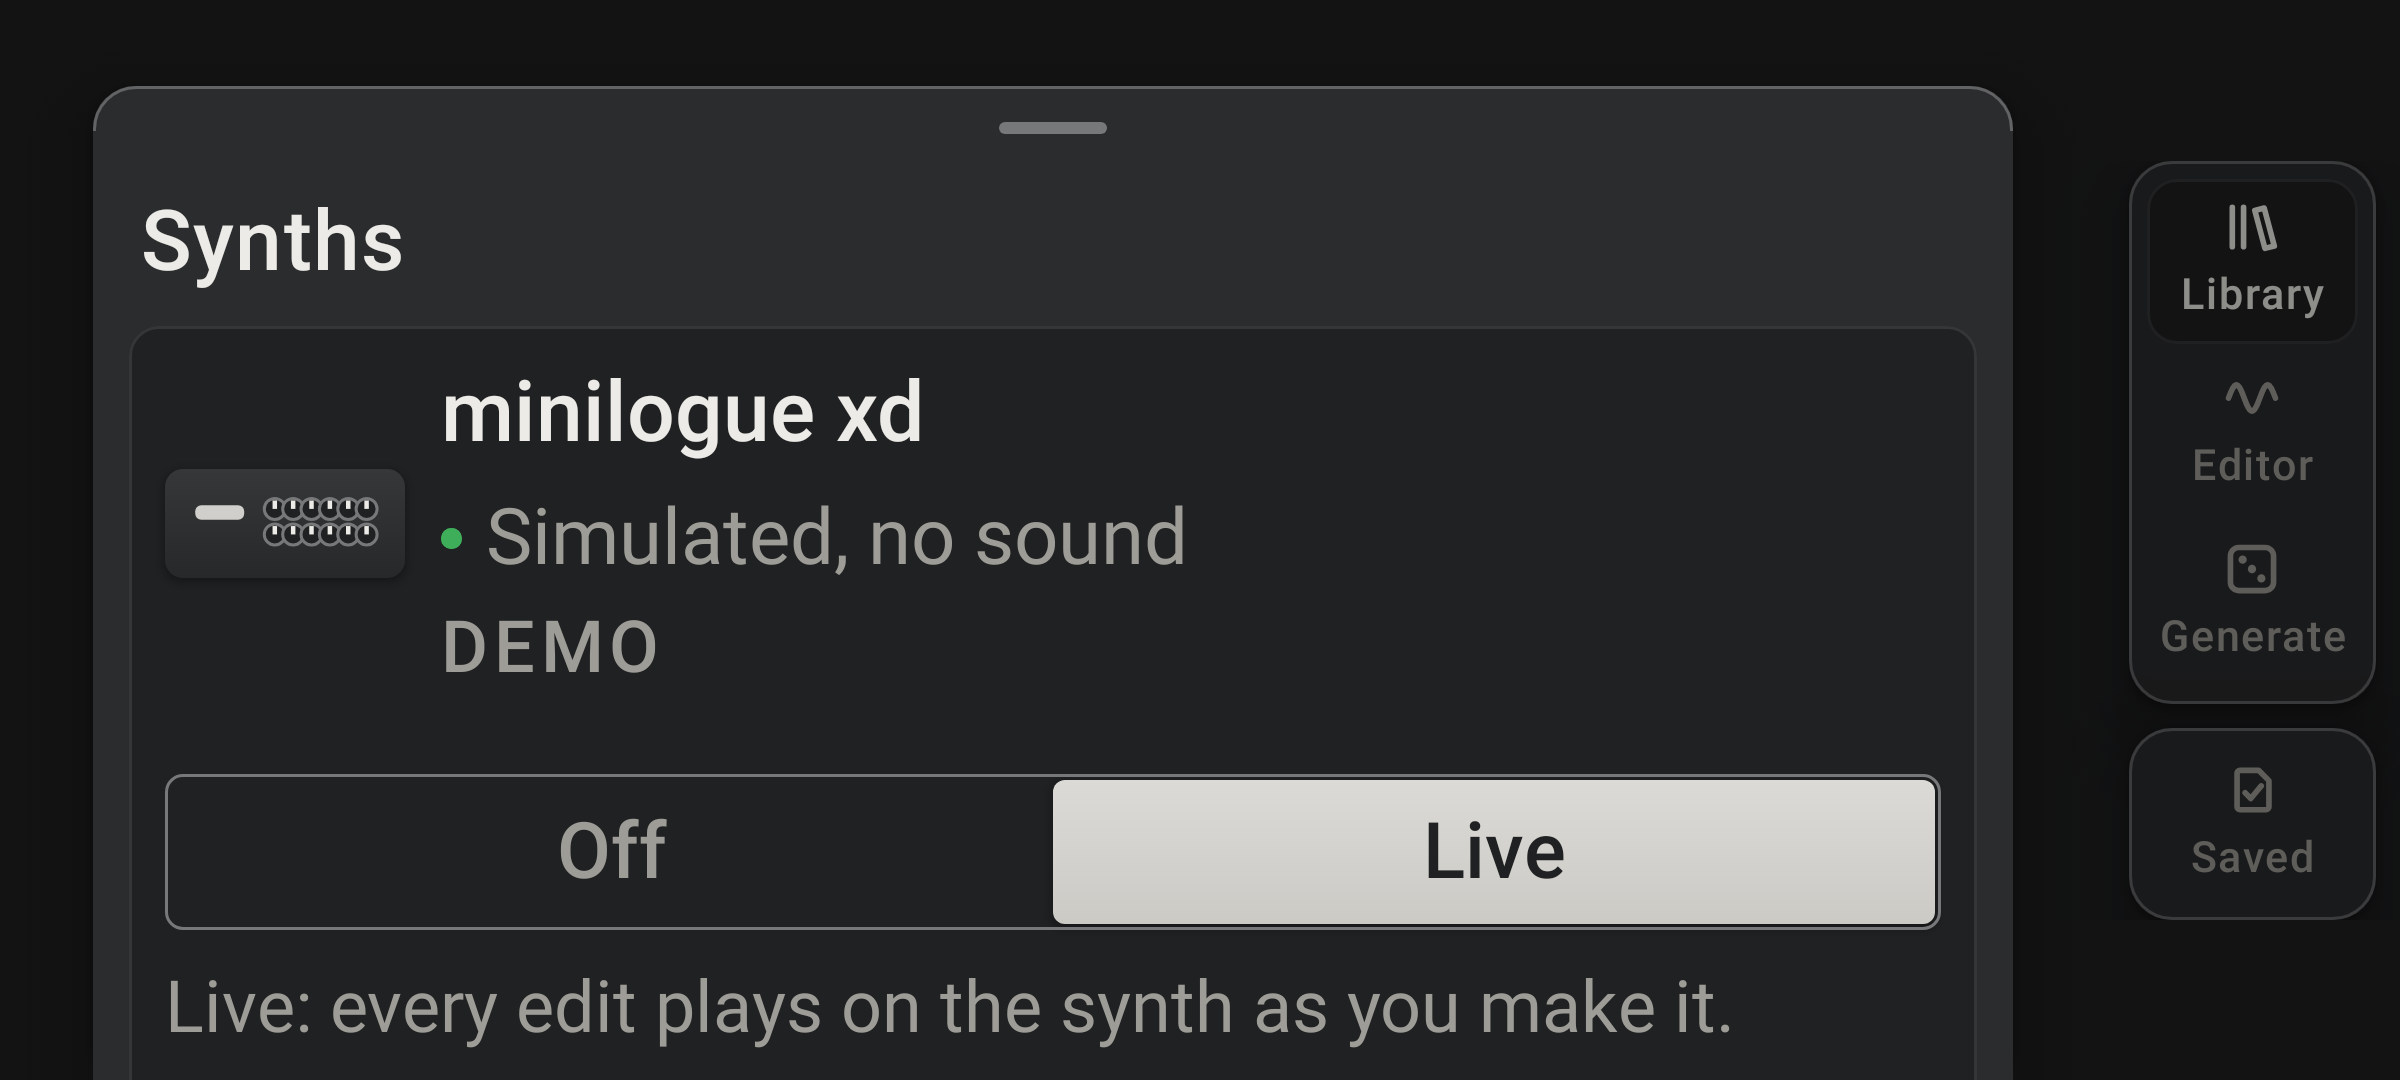 Synths
minilogue xd
Simulated, no sound
DEMO
Off
Live
Live: every edit plays on the synth as you make it.
Library
Editor
Generate
Saved